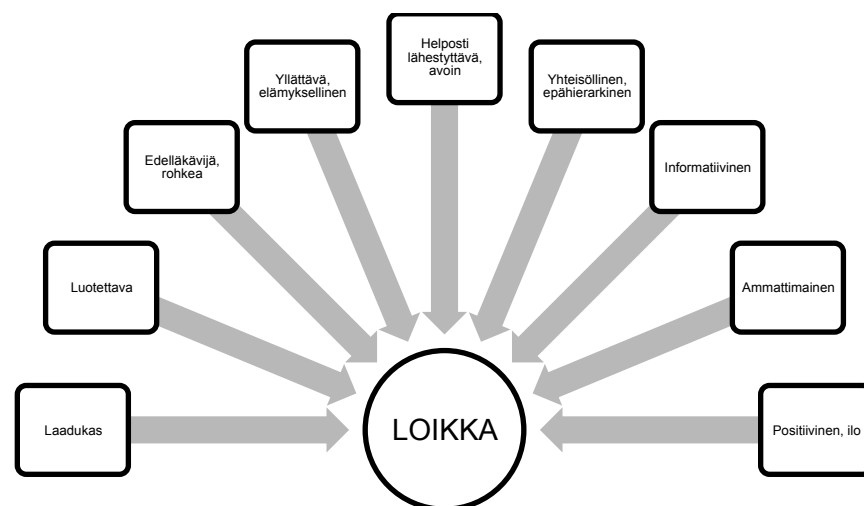 Helposti
lähestyttävä,
avoin
Yllättävä,
elämyksellinen
Yhteisöllinen,
epähierarkinen
Edelläkävijä,
rohkea
Informatiivinen
Luotettava
Ammattimainen
Laadukas
LOIKKA
Positiivinen, ilo